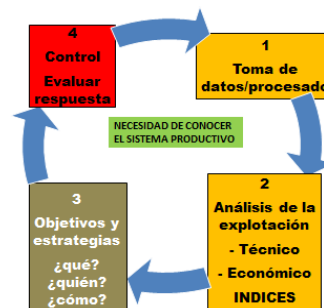 4
Control
Evaluar
respuesta
1
Toma de
datos/procesado
NECESIDAD DE CONOCER
EL SISTEMA PRODUCTIVO
3
Objetivos y
estrategias
¿qué?
¿quién?
¿cómo?
2
Análisis de la
explotación
- Técnico
- Económico
INDICES